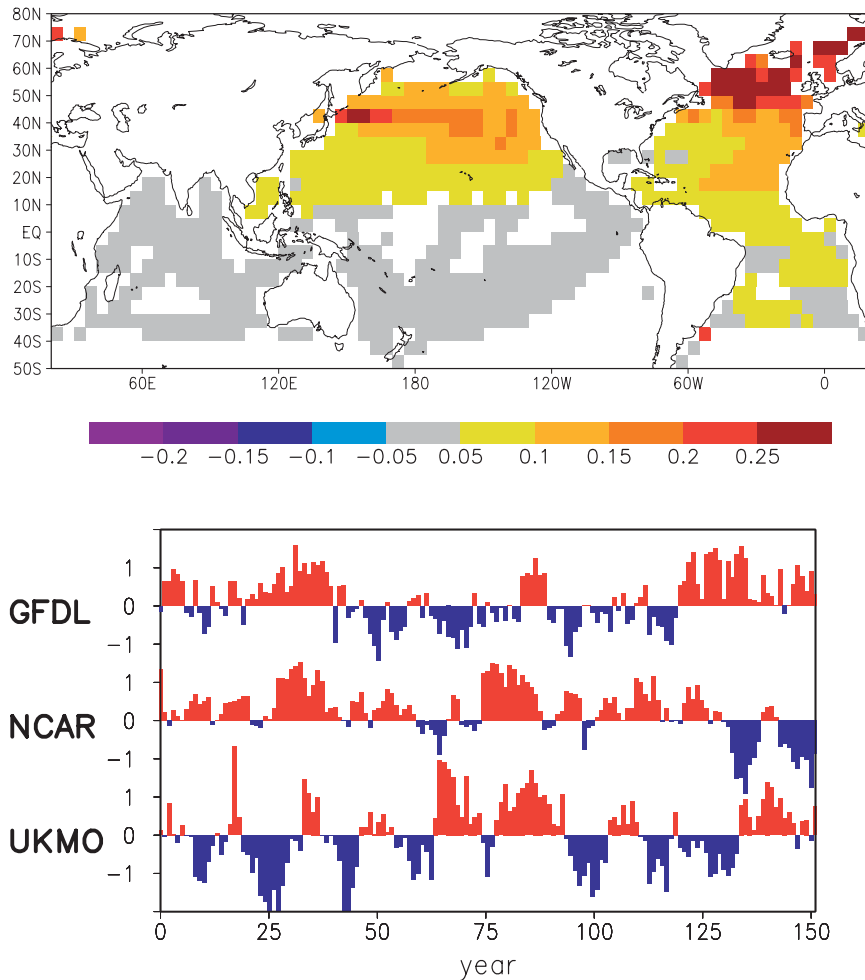 80N
70N
60N
50N
40N
30N
20N
10N
EQ
10S
20S
30S
40S
50S
60E 120E 180 120W 60W 0
−0.2 −0.15 −0.1 −0.05 0.05 0.1 0.15 0.2 0.25
1
GFDL 0
−1
1
NCAR 0
−1
1
UKMO 0
−1
0 25 50 75 100 125 150
year